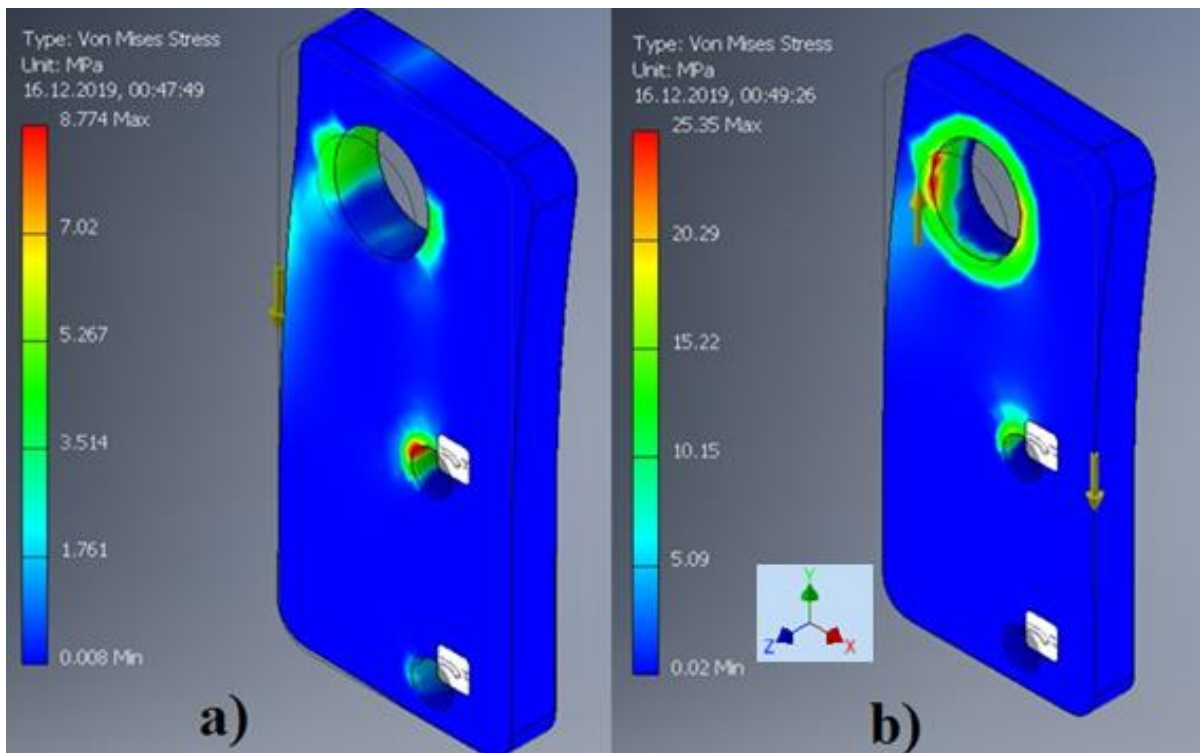 Type: Von Mises Stress
Unit: MPa
16.12.2019, 00:47:49
8.774 Max
7.02
5.267
3.514
1.761
0.008 Min
a)
Type: Von Mises Stress
Unit: MPa
16.12.2019, 00:49:26
25.35 Max
20.29
15.22
10.15
5.09
0.02 Min
Y
Z
X
b)